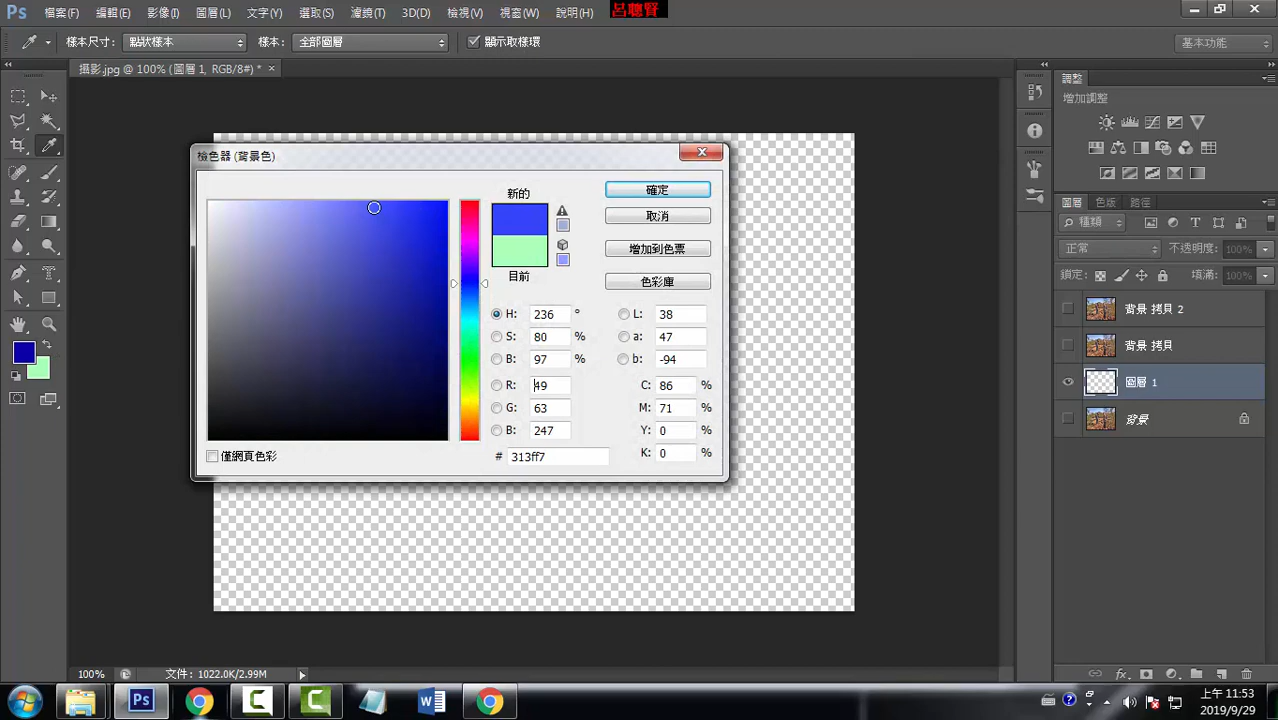 Ps 檔案(F) 編輯(E) 影像(I) 圖層(L) 文字(Y) 選取(S) 濾鏡(T) 3D(D) 檢視(V) 視窗(W) 說明(H) 呂聰賢
樣本尺寸: 點狀樣本 樣本: 全部圖層 顯示取樣環 基本功能
攝影.jpg @ 100% (圖層 1, RGB/8#) * ×
調整
增加調整
檢色器 (背景色)
新的
目前
確定
取消
增加到色票
色彩庫
H: 236 °
S: 80 %
B: 97 %
R: 49
G: 63
B: 247
# 313ff7
L: 38
a: 47
b: -94
C: 86 %
M: 71 %
Y: 0 %
K: 0 %
僅網頁色彩
圖層 色版 路徑
種類
正常 不透明度: 100%
鎖定: 填滿: 100%
背景 拷貝 2
背景 拷貝
圖層 1
背景
100% 文件: 1022.0K/2.99M
上午 11:53
2019/9/29